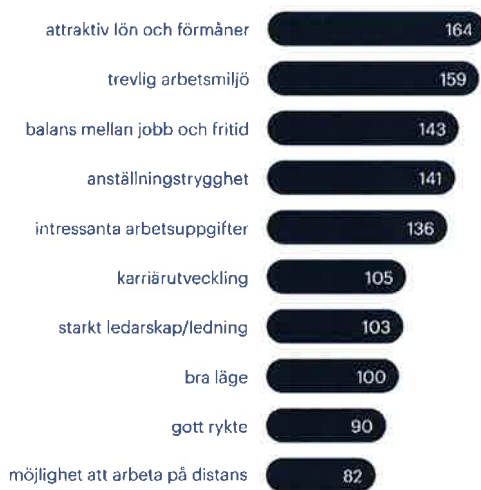 attraktiv lön och förmåner 164
trevlig arbetsmiljö 159
balans mellan jobb och fritid 143
anställningstrygghet 141
intressanta arbetsuppgifter 136
karriärutveckling 105
starkt ledarskap/ledning 103
bra läge 100
gott rykte 90
möjlighet att arbeta på distans 82